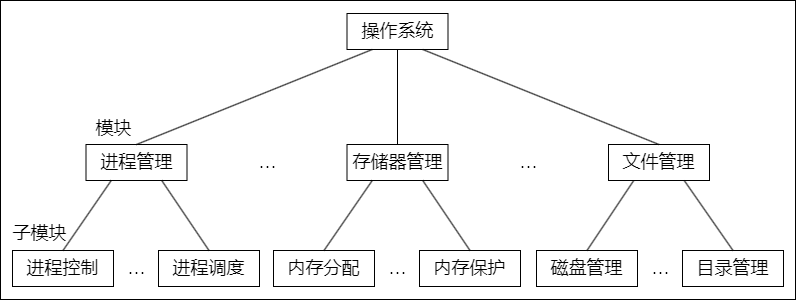 操作系统
模块
进程管理
…
存储器管理
…
文件管理
子模块
进程控制
…
进程调度
内存分配
…
内存保护
磁盘管理
…
目录管理